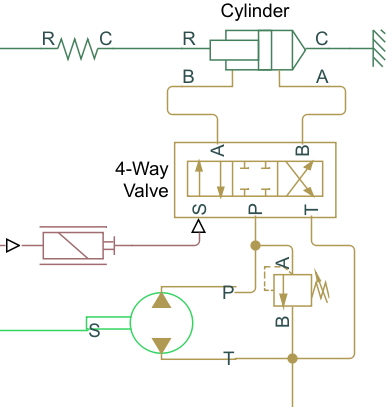 Cylinder
R C R C
B A
A B
4-Way
Valve
S P T
A
P
B
S
T